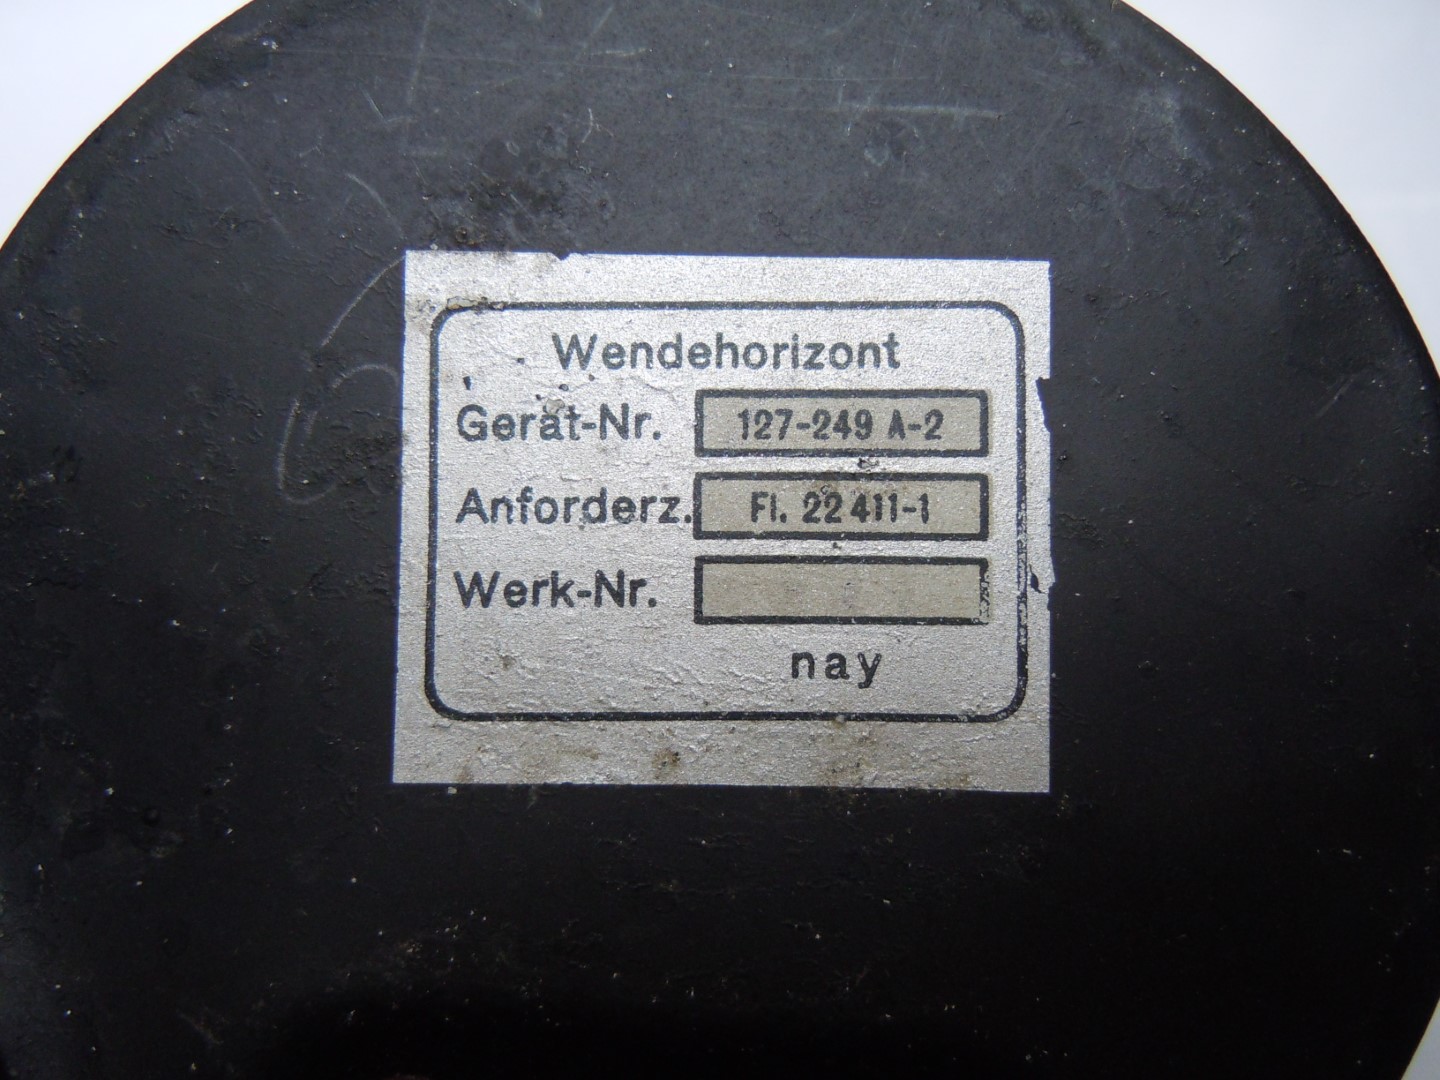 Wendehorizont
Gerät-Nr. 127-249 A-2
Anforderz. Fl. 22411-1
Werk-Nr.
nay